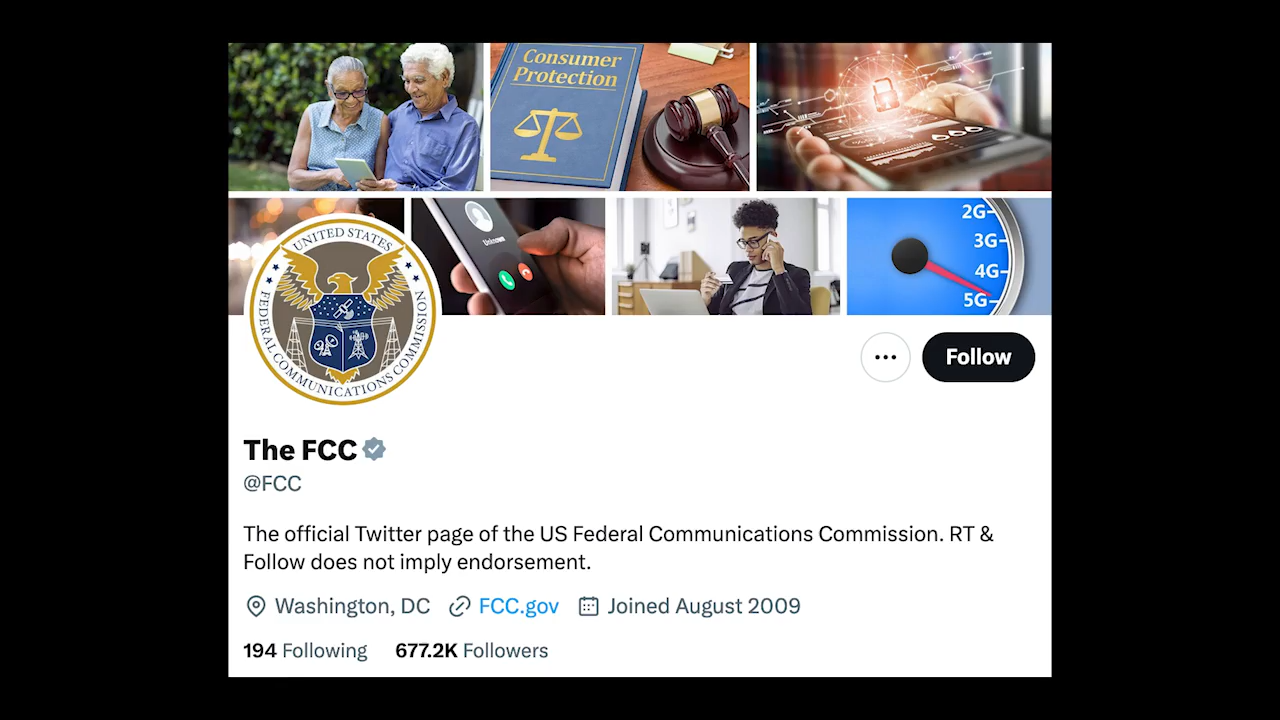 Consumer
Protection
Unknown
2G
3G
4G
5G
UNITED STATES
FEDERAL COMMUNICATIONS COMMISSION
Follow
The FCC
@FCC
The official Twitter page of the US Federal Communications Commission. RT &
Follow does not imply endorsement.
Washington, DC FCC.gov Joined August 2009
194 Following 677.2K Followers